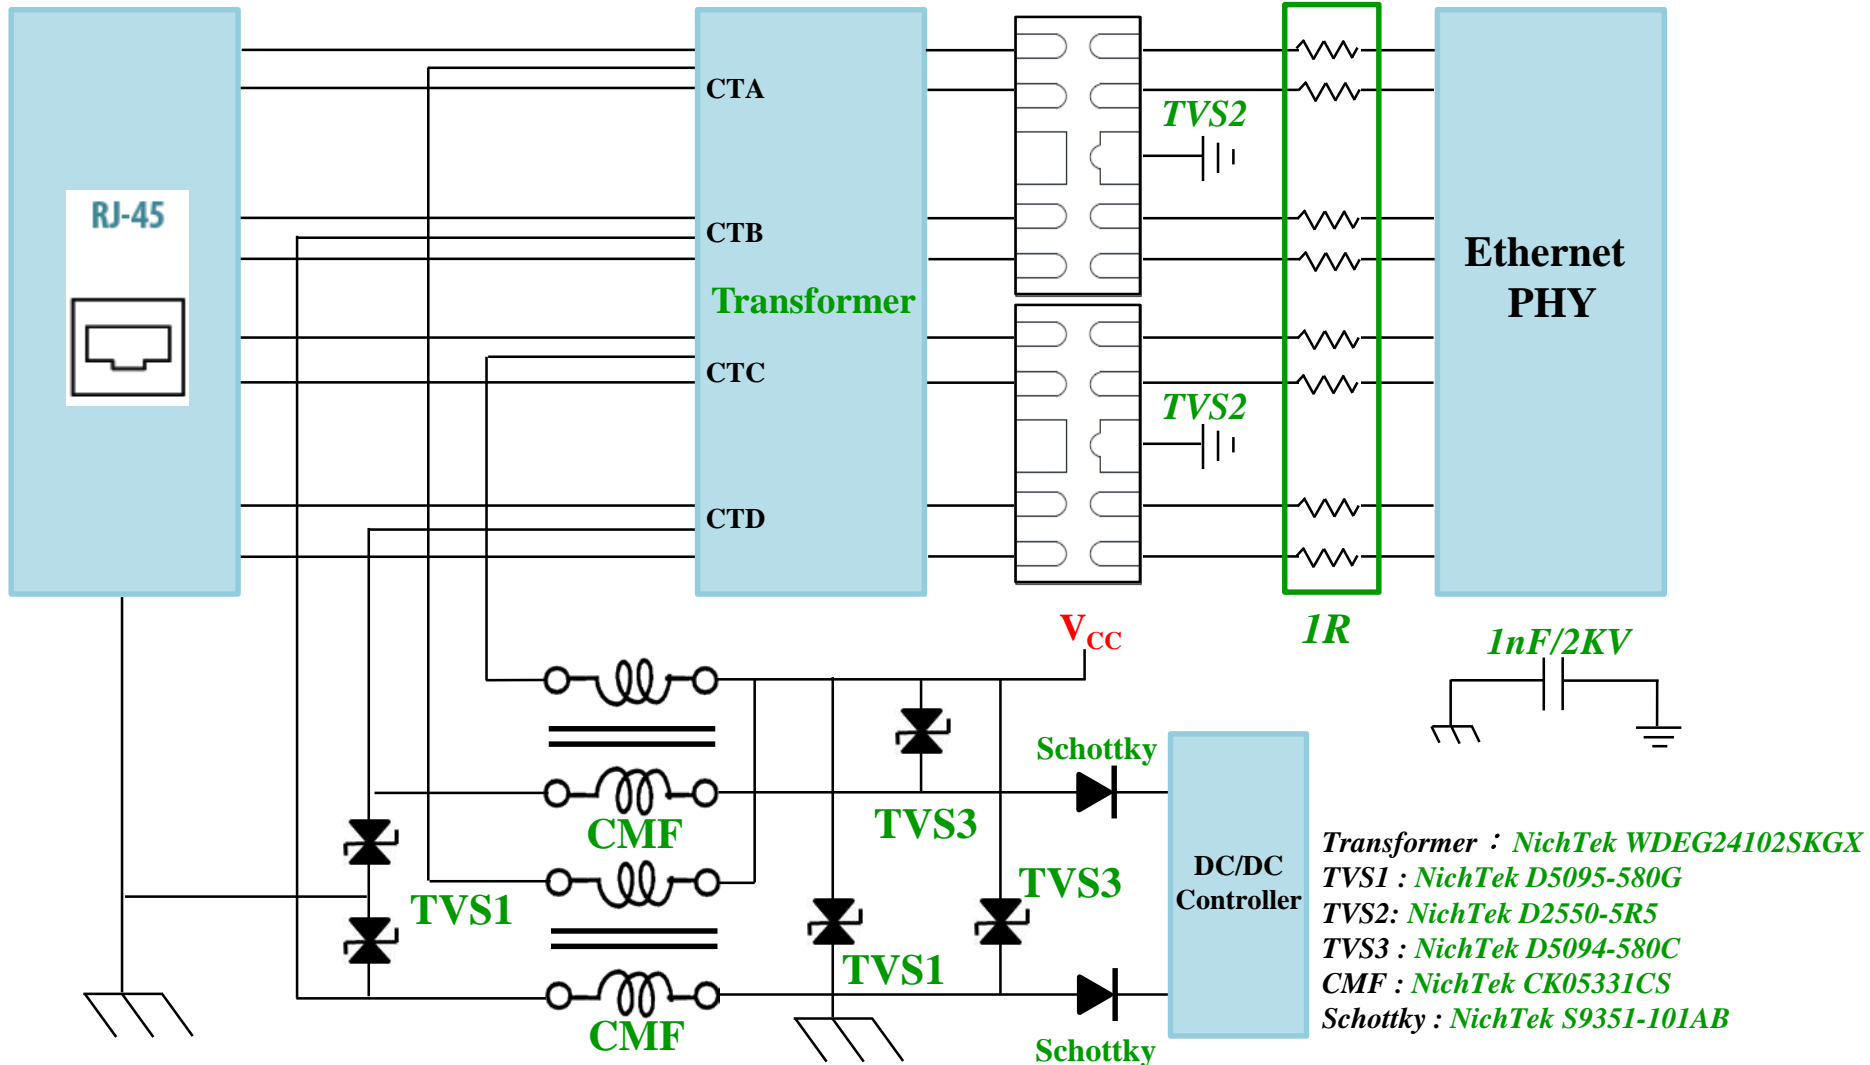 RJ-45
CTA
CTB
Transformer
CTC
CTD
TVS2
TVS2
Ethernet
PHY
1R
VCC
1nF/2KV
CMF
TVS1
CMF
TVS3
TVS3
TVS1
Schottky
Schottky
DC/DC
Controller
Transformer : NichTek WDEG24102SKGX
TVS1 : NichTek D5095-580G
TVS2: NichTek D2550-5R5
TVS3 : NichTek D5094-580C
CMF : NichTek CK05331CS
Schottky : NichTek S9351-101AB